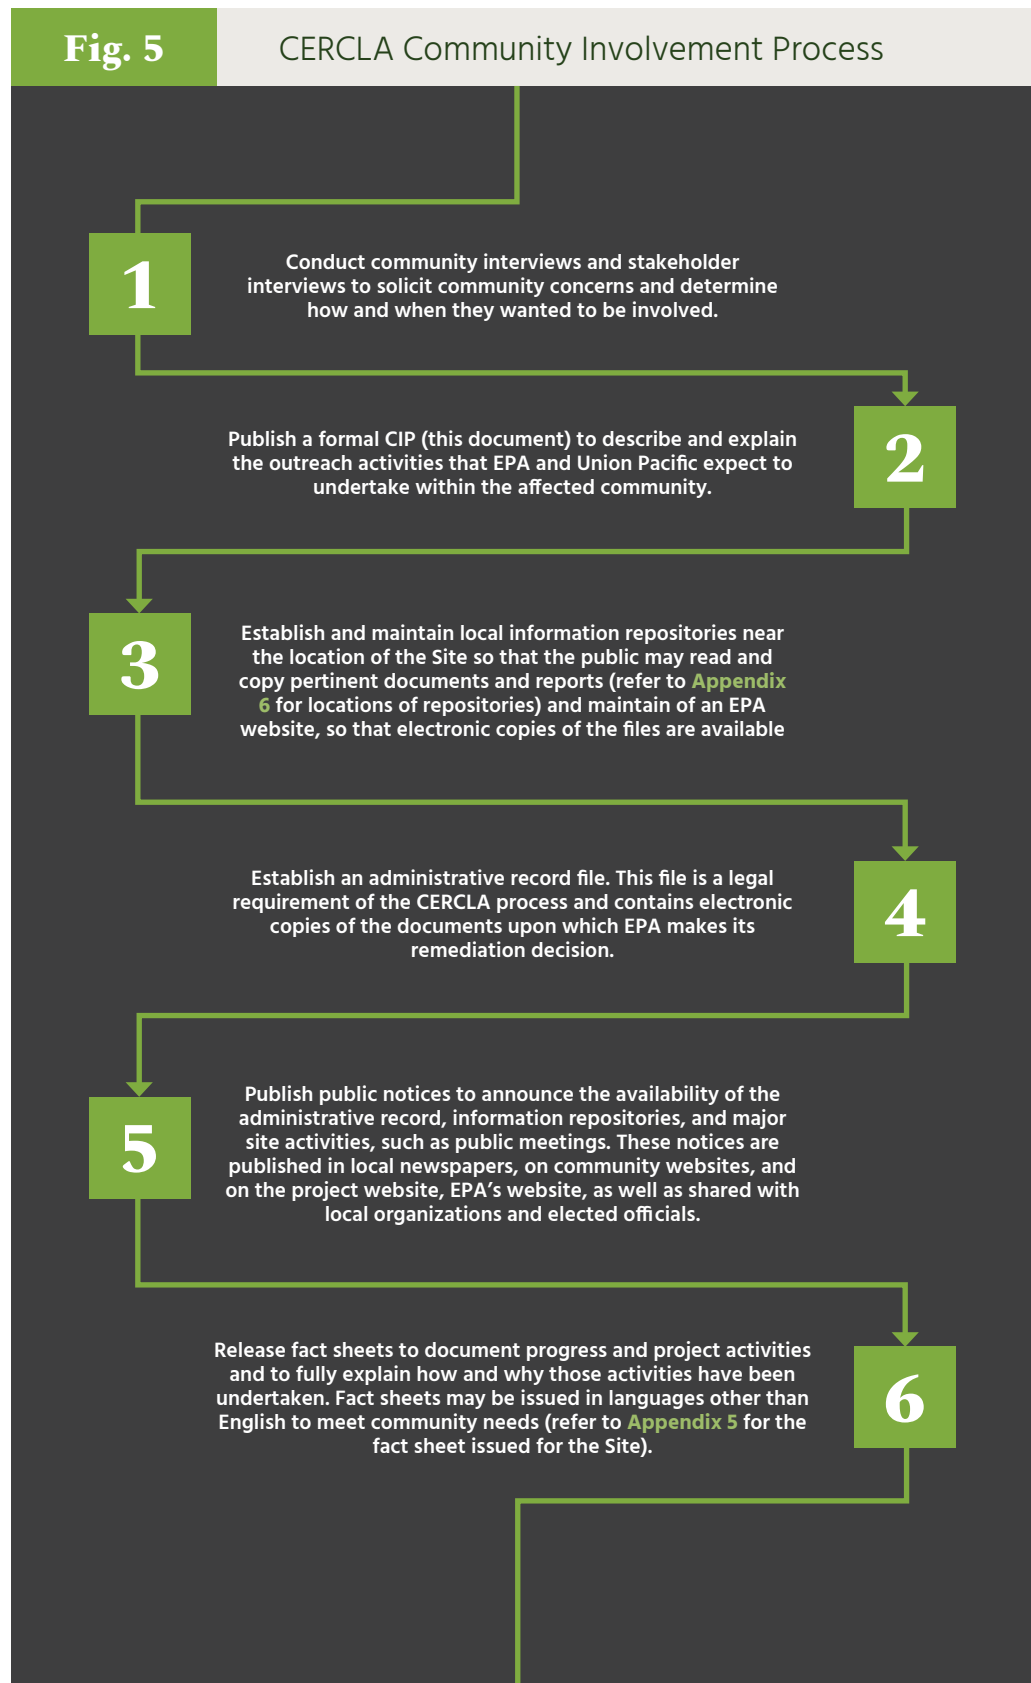 Fig. 5
CERCLA Community Involvement Process
1
Conduct community interviews and stakeholder
interviews to solicit community concerns and determine
how and when they wanted to be involved.
Publish a formal CIP (this document) to describe and explain
the outreach activities that EPA and Union Pacific expect to
undertake within the affected community.
2
3
Establish and maintain local information repositories near
the location of the Site so that the public may read and
copy pertinent documents and reports (refer to Appendix
6 for locations of repositories) and maintain of an EPA
website, so that electronic copies of the files are available
Establish an administrative record file. This file is a legal
requirement of the CERCLA process and contains electronic
copies of the documents upon which EPA makes its
remediation decision.
4
5
Publish public notices to announce the availability of the
administrative record, information repositories, and major
site activities, such as public meetings. These notices are
published in local newspapers, on community websites, and
on the project website, EPA’s website, as well as shared with
local organizations and elected officials.
Release fact sheets to document progress and project activities
and to fully explain how and why those activities have been
undertaken. Fact sheets may be issued in languages other than
English to meet community needs (refer to Appendix 5 for the
fact sheet issued for the Site).
6